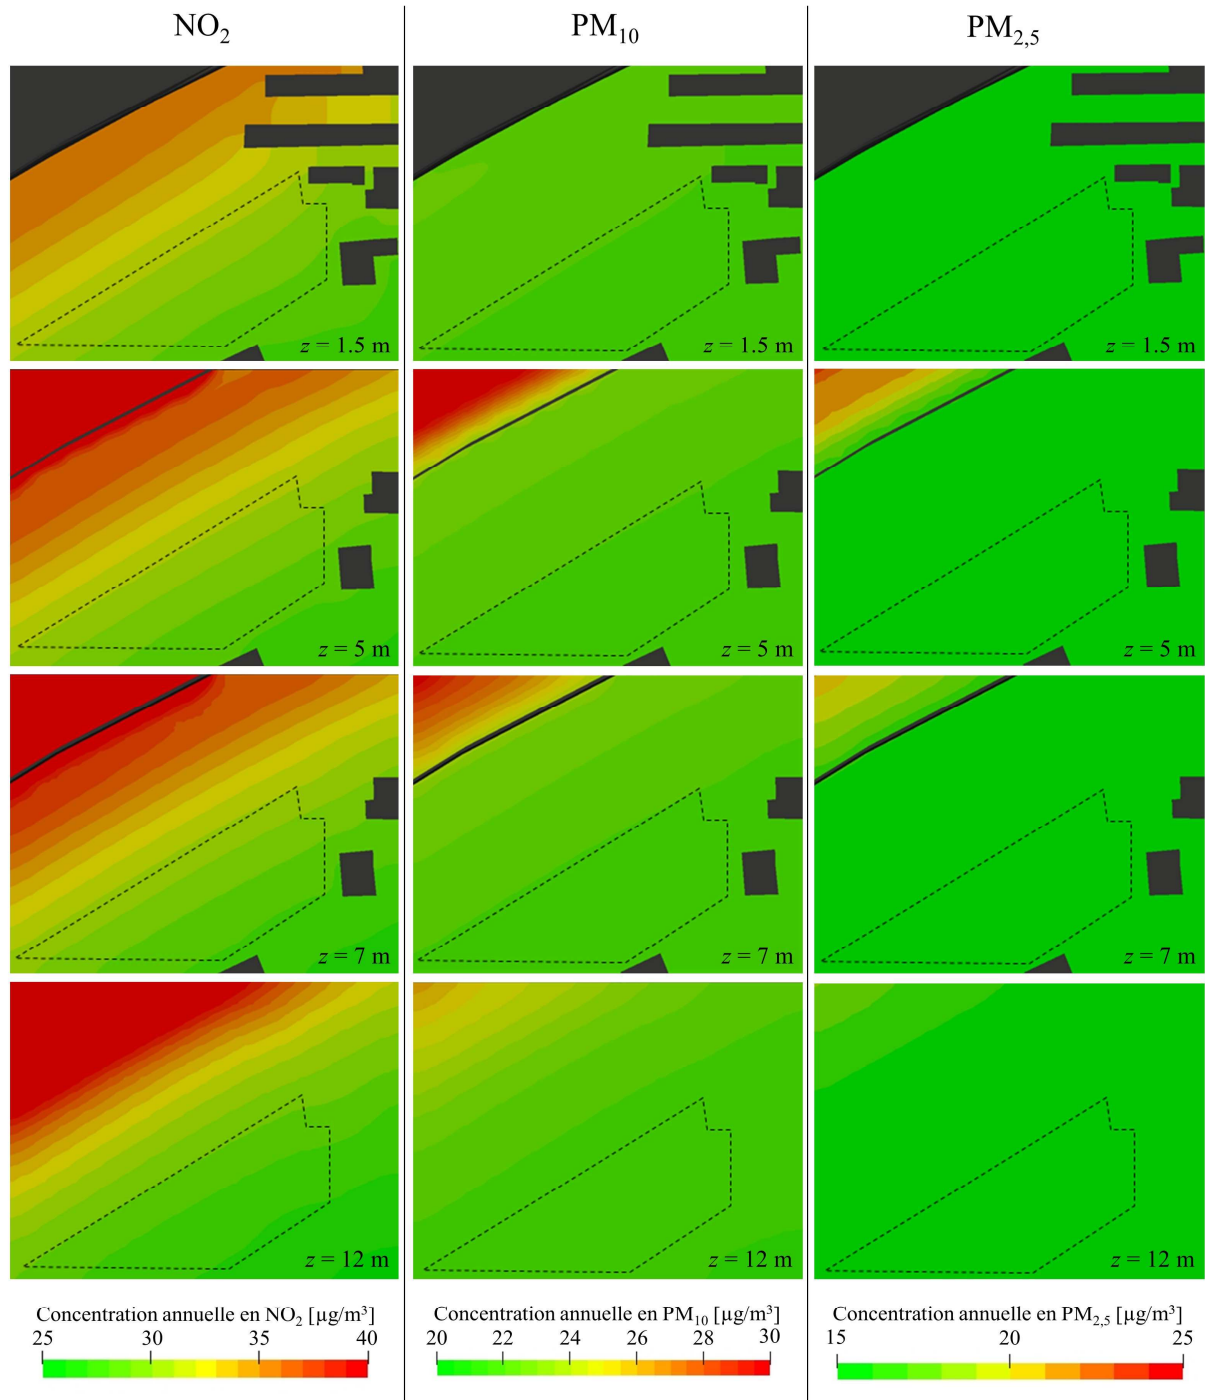 NO₂ PM₁₀ PM₂,₅
z = 1.5 m z = 1.5 m z = 1.5 m
z = 5 m z = 5 m z = 5 m
z = 7 m z = 7 m z = 7 m
z = 12 m z = 12 m z = 12 m
Concentration annuelle en NO₂ [µg/m³]
25 30 35 40
Concentration annuelle en PM₁₀ [µg/m³]
20 22 24 26 28 30
Concentration annuelle en PM₂,₅ [µg/m³]
15 20 25